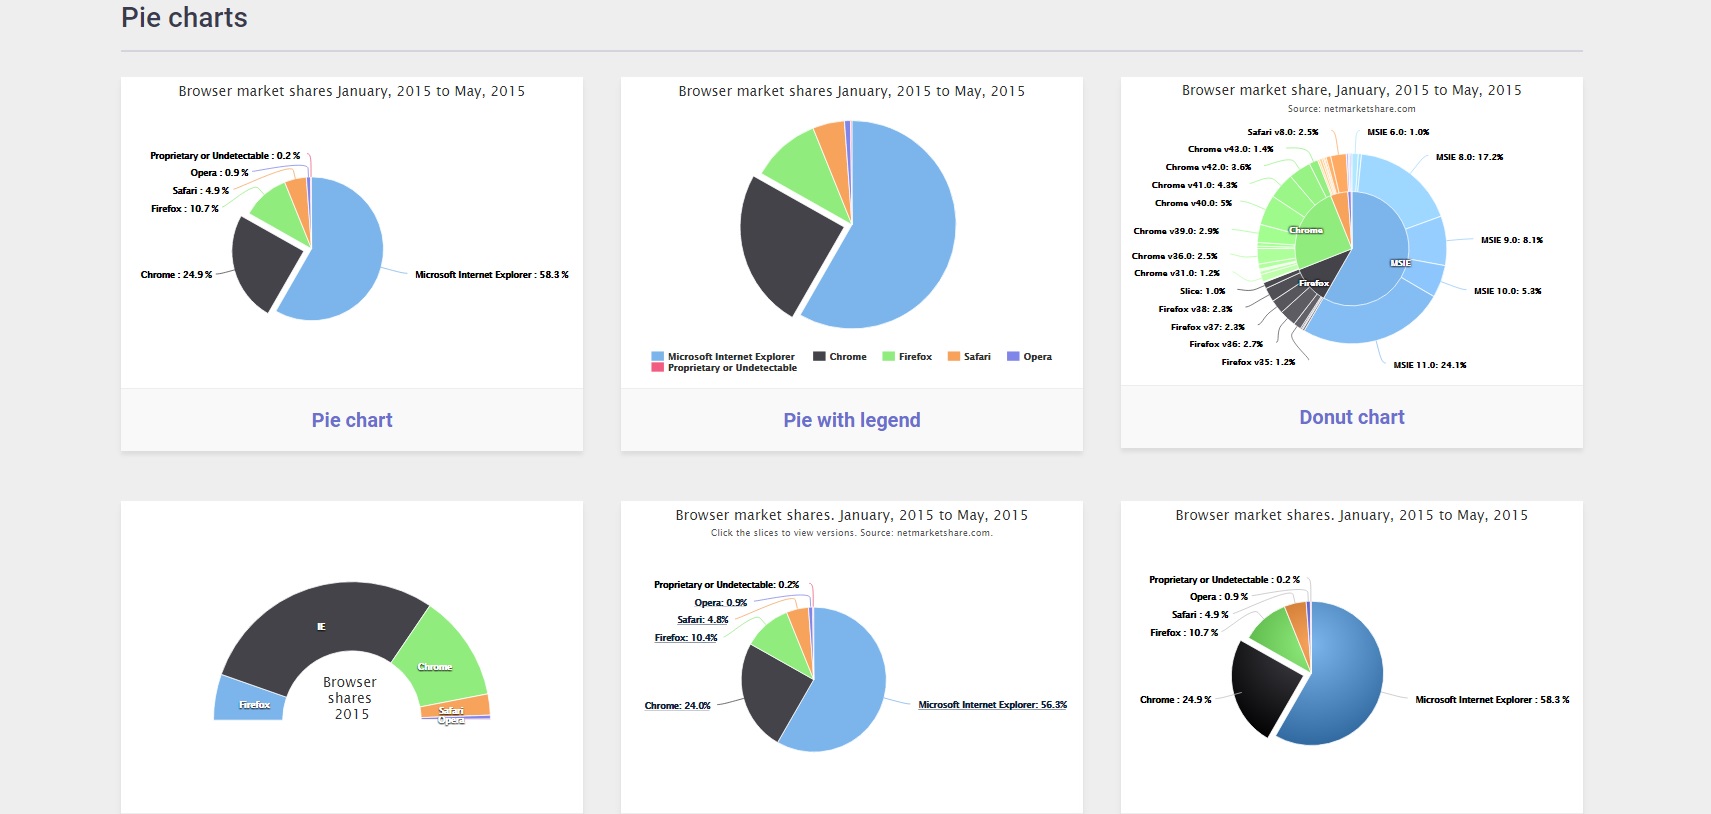 Pie charts
Browser market shares January, 2015 to May, 2015
Proprietary or Undetectable : 0.2 %
Opera : 0.9 %
Safari : 4.9 %
Firefox : 10.7 %
Chrome : 24.9 %
Microsoft Internet Explorer : 58.3 %
Pie chart
Browser market shares January, 2015 to May, 2015
Microsoft Internet Explorer
Chrome
Firefox
Safari
Opera
Proprietary or Undetectable
Pie with legend
Browser market share, January, 2015 to May, 2015
Source: netmarketshare.com
Safari v8.0: 2.5%
MSIE 6.0: 1.0%
Chrome v43.0: 1.4%
MSIE 8.0: 17.2%
Chrome v42.0: 3.6%
Chrome v41.0: 4.3%
Chrome v40.0: 5%
Chrome v39.0: 2.9%
Chrome
MSIE 9.0: 8.1%
Chrome v36.0: 2.5%
MSIE
Chrome v31.0: 1.2%
Firefox
Slice: 1.0%
MSIE 10.0: 5.3%
Firefox v38: 2.3%
Firefox v37: 2.3%
Firefox v36: 2.7%
Firefox v35: 1.2%
MSIE 11.0: 24.1%
Donut chart
IE
Chrome
Firefox
Browser
shares
2015
Safari
Opera
Browser market shares. January, 2015 to May, 2015
Click the slices to view versions. Source: netmarketshare.com.
Proprietary or Undetectable: 0.2%
Opera: 0.9%
Safari: 4.8%
Firefox: 10.4%
Chrome: 24.0%
Microsoft Internet Explorer: 56.3%
Browser market shares. January, 2015 to May, 2015
Proprietary or Undetectable : 0.2 %
Opera : 0.9 %
Safari : 4.9 %
Firefox : 10.7 %
Chrome : 24.9 %
Microsoft Internet Explorer : 58.3 %